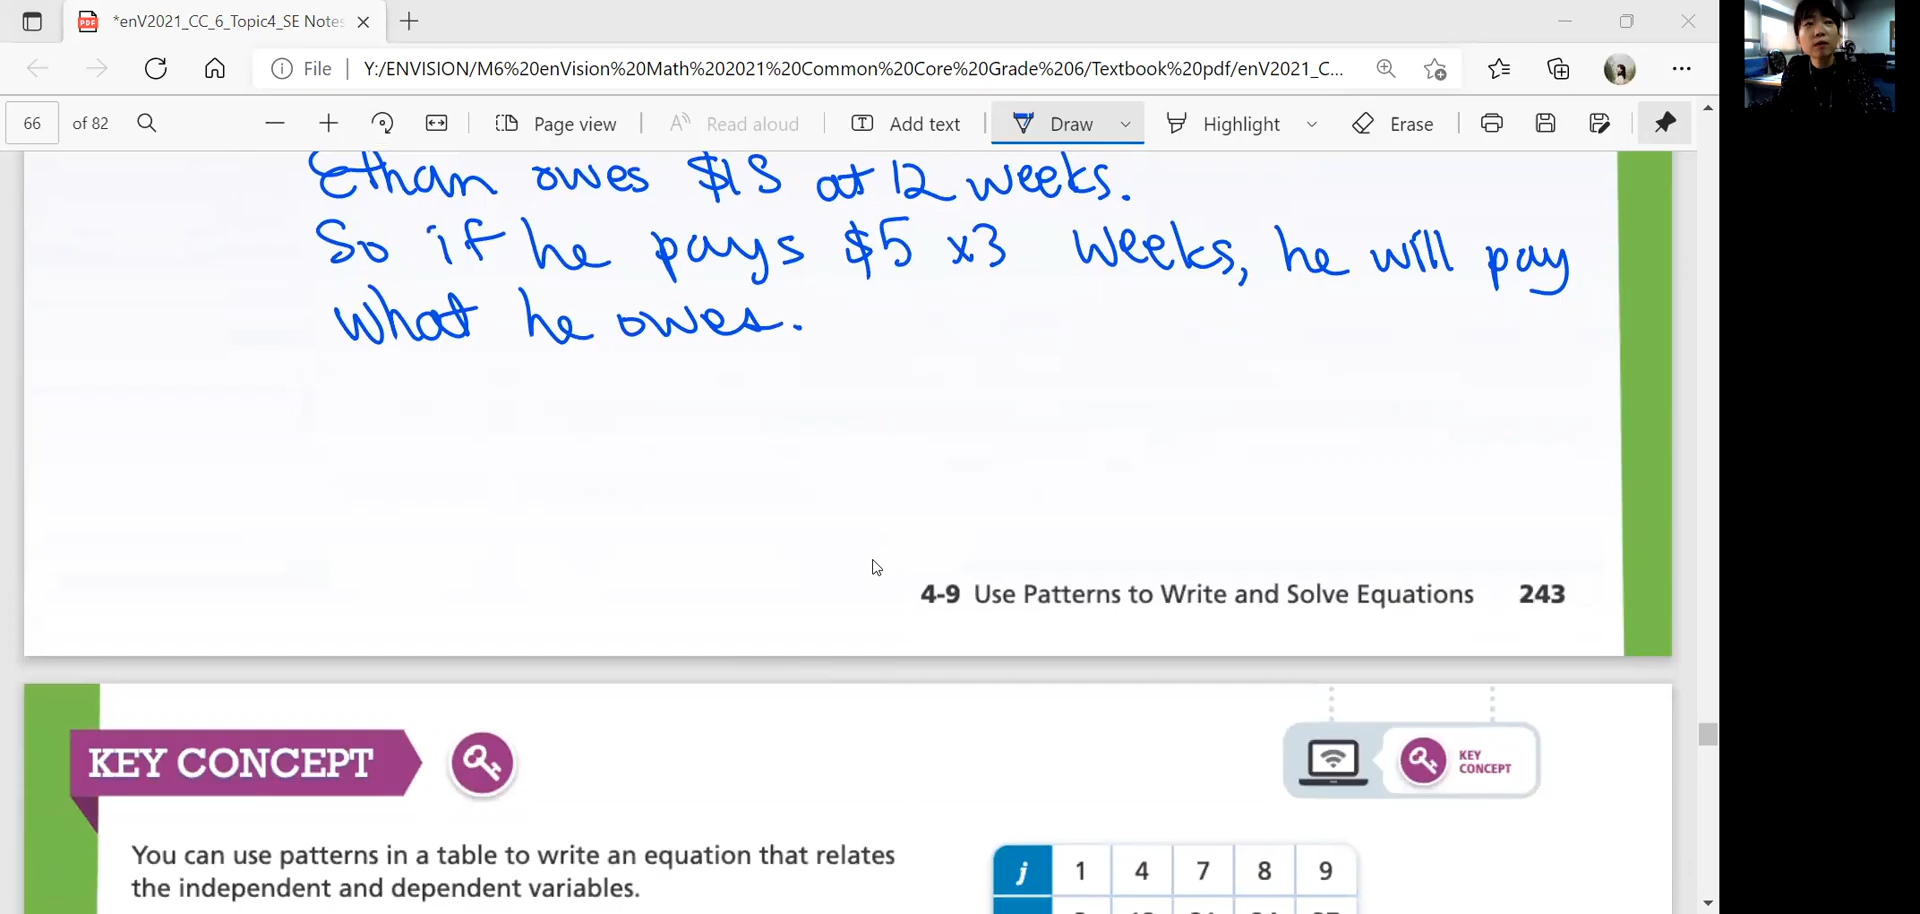 *enV2021_CC_6_Topic4_SE Notes
File Y:/ENVISION/M6%20enVision%20Math%202021%20Common%20Core%20Grade%206/Textbook%20pdf/enV2021_C...
66 of 82 Page view Read aloud Add text Draw Highlight Erase
Ethan owes $15 at 12 weeks.
So if he pays $5 x3 weeks, he will pay
what he owes.
4-9 Use Patterns to Write and Solve Equations 243
KEY CONCEPT
KEY
CONCEPT
You can use patterns in a table to write an equation that relates
the independent and dependent variables.
j 1 4 7 8 9